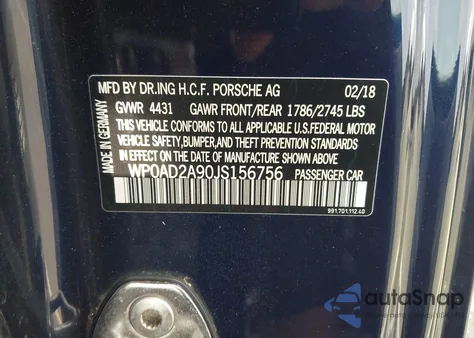 MFD BY DR.ING H.C.F. PORSCHE AG 02/18
GVWR 4431 GAWR FRONT/REAR 1786/2745 LBS
THIS VEHICLE CONFORMS TO ALL APPLICABLE U.S.FEDERAL MOTOR
VEHICLE SAFETY,BUMPER,AND THEFT PREVENTION STANDARDS
IN EFFECT ON THE DATE OF MANUFACTURE SHOWN ABOVE.
WP0AD2A90JS156756 PASSENGER CAR
MADE IN GERMANY
991.701.112.40
autoSnap